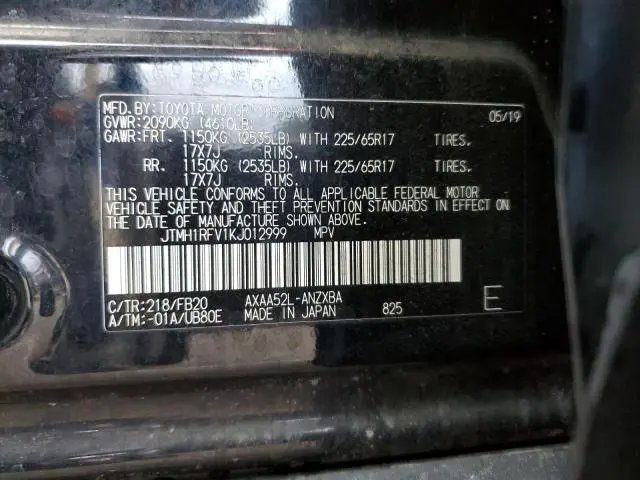 MFD. BY: TOYOTA MOTOR CORPORATION 05/19
GVWR: 2090KG (4610LB)
GAWR: FRT. 1150KG (2535LB) WITH 225/65R17 TIRES.
17X7J RIMS.
RR. 1150KG (2535LB) WITH 225/65R17 TIRES.
17X7J RIMS.
THIS VEHICLE CONFORMS TO ALL APPLICABLE FEDERAL MOTOR
VEHICLE SAFETY AND THEFT PREVENTION STANDARDS IN EFFECT ON
THE DATE OF MANUFACTURE SHOWN ABOVE.
JTMH1RFV1KJ012999 MPV
C/TR: 218/FB20 AXAA52L-ANZXBA
A/TM: -01A/UB80E MADE IN JAPAN 825 E